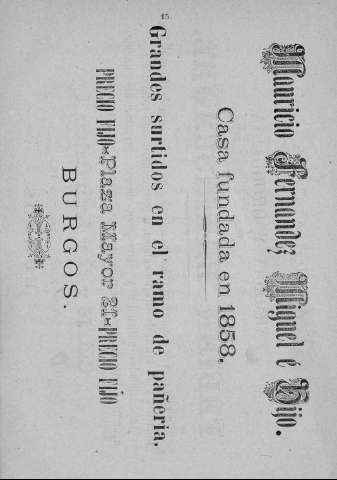 15
Mauricio Fernandez Miguel é Hijo.
Casa fundada en 1858.
Grandes surtidos en el ramo de pañeria.
PRECIO FIJO*Plaza Mayor 21*PRECIO FIJO
BURGOS.